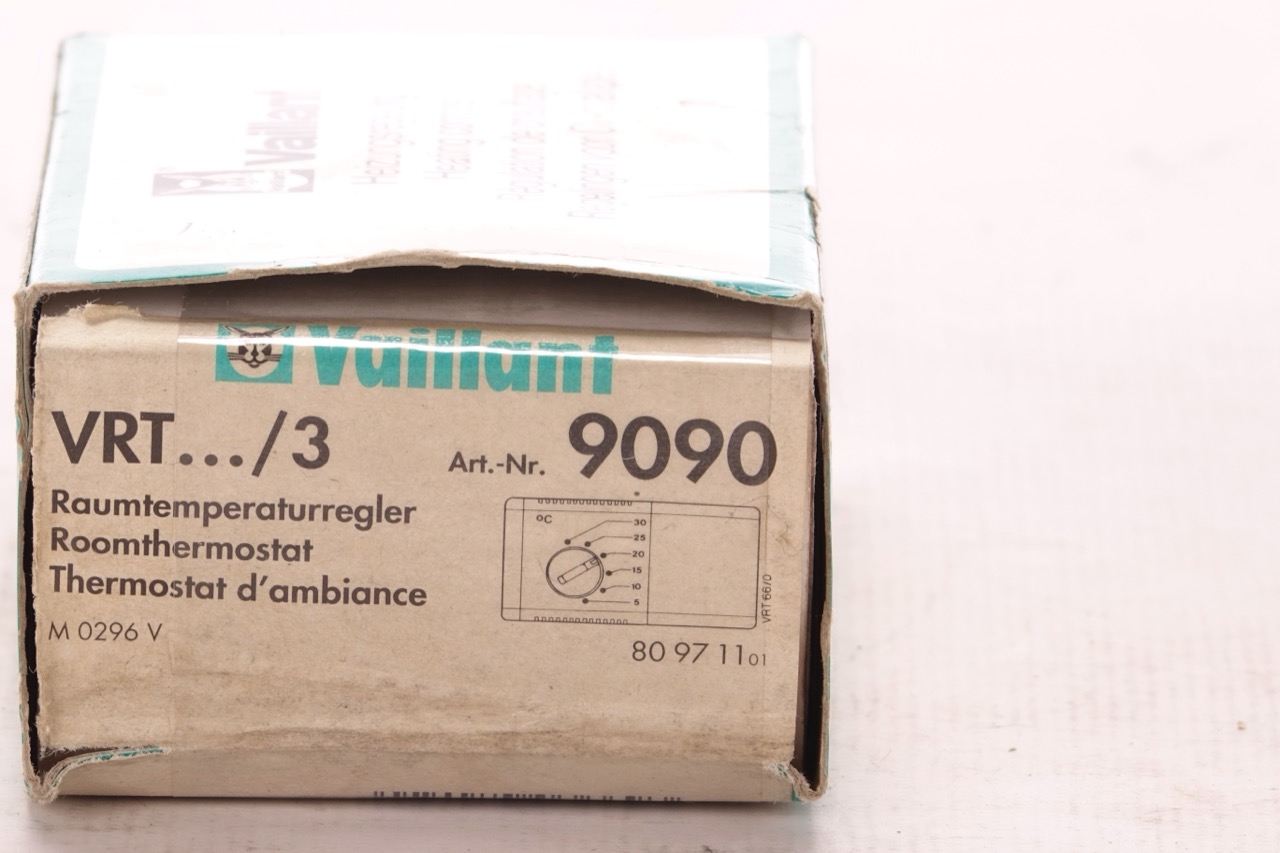 Vaillant
Vaillant
VRT.../3
Art.-Nr. 9090
Raumtemperaturregler
Roomthermostat
Thermostat d'ambiance
M 0296 V
°C
30
25
20
15
10
5
VRT 66/0
80 97 11 01